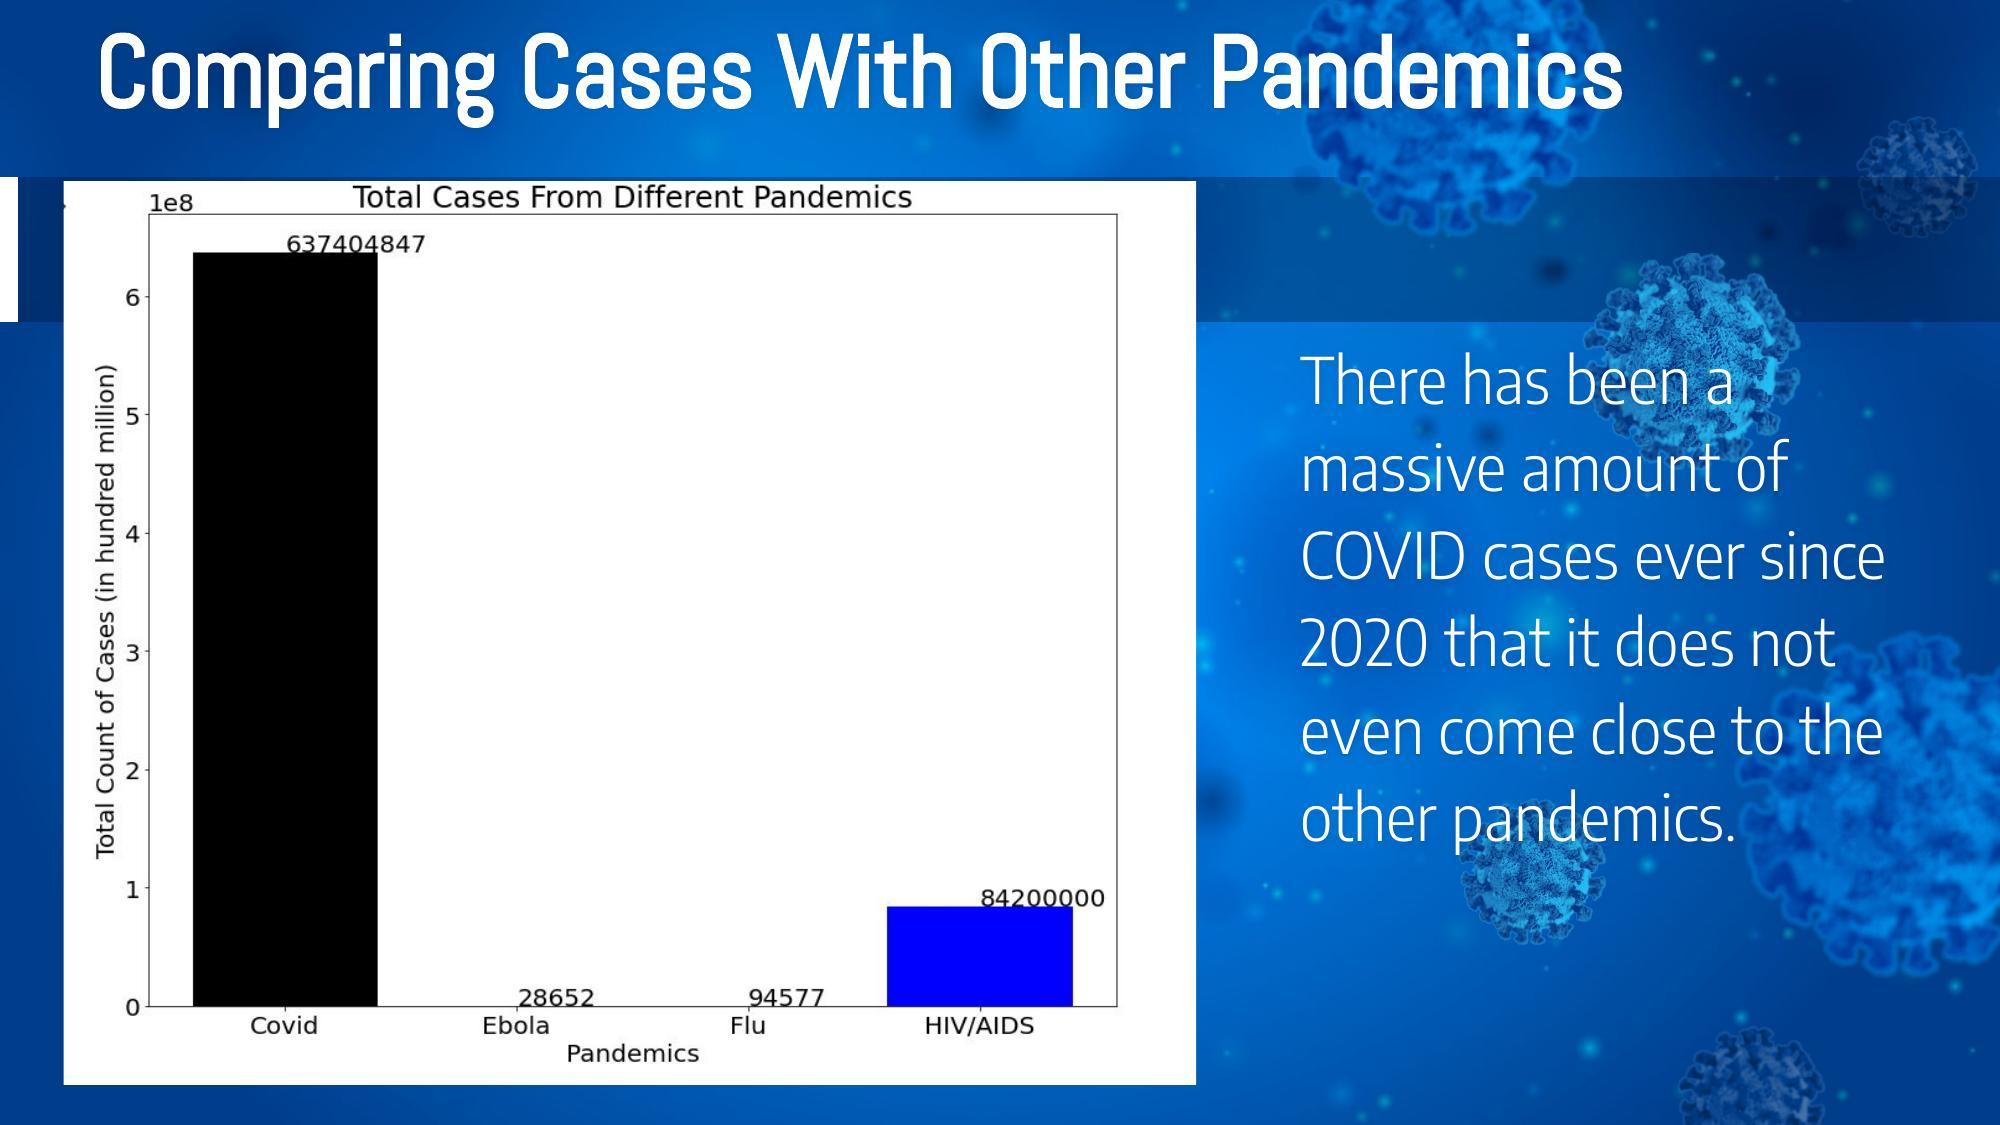 Comparing Cases With Other Pandemics
Total Cases From Different Pandemics
1e8
637404847
6
5
4
3
2
1
0
Total Count of Cases (in hundred million)
28652
94577
84200000
Covid
Ebola
Flu
HIV/AIDS
Pandemics
There has been a
massive amount of
COVID cases ever since
2020 that it does not
even come close to the
other pandemics.